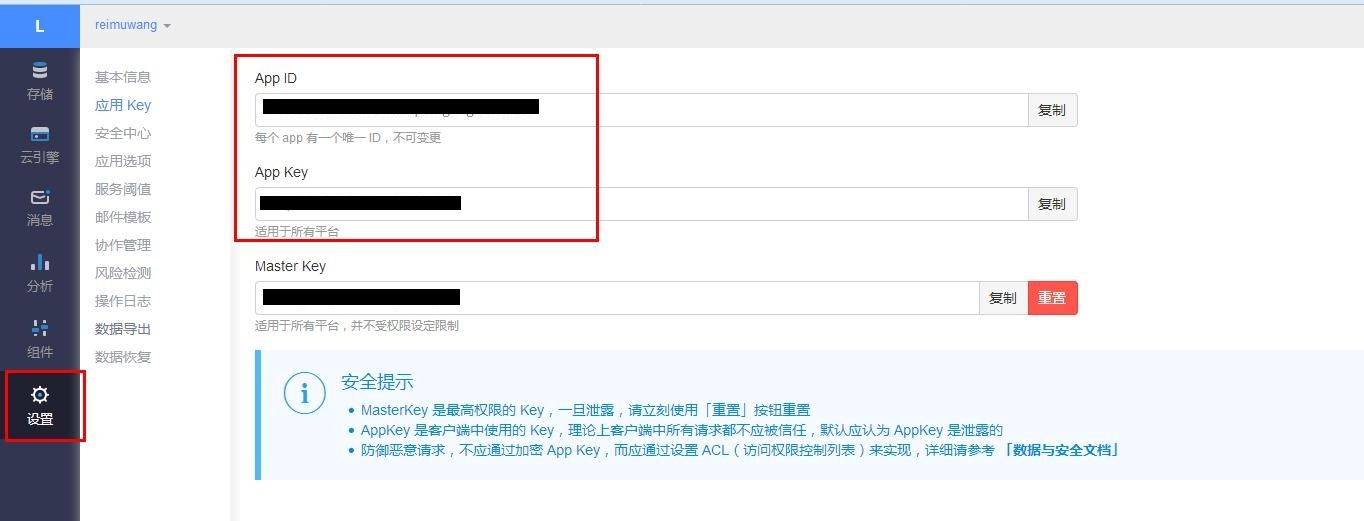 L
reimuwang
存储
云引擎
消息
分析
组件
设置
基本信息
应用 Key
安全中心
应用选项
服务阈值
邮件模板
协作管理
风险检测
操作日志
数据导出
数据恢复
App ID
复制
每个 app 有一个唯一 ID，不可变更
App Key
复制
适用于所有平台
Master Key
复制 重置
适用于所有平台，并不受权限设定限制
安全提示
MasterKey 是最高权限的 Key，一旦泄露，请立刻使用「重置」按钮重置
AppKey 是客户端中使用的 Key，理论上客户端中所有请求都不应被信任，默认应认为 AppKey 是泄露的
防御恶意请求，不应通过加密 App Key，而应通过设置 ACL（访问权限控制列表）来实现，详细请参考 「数据与安全文档」